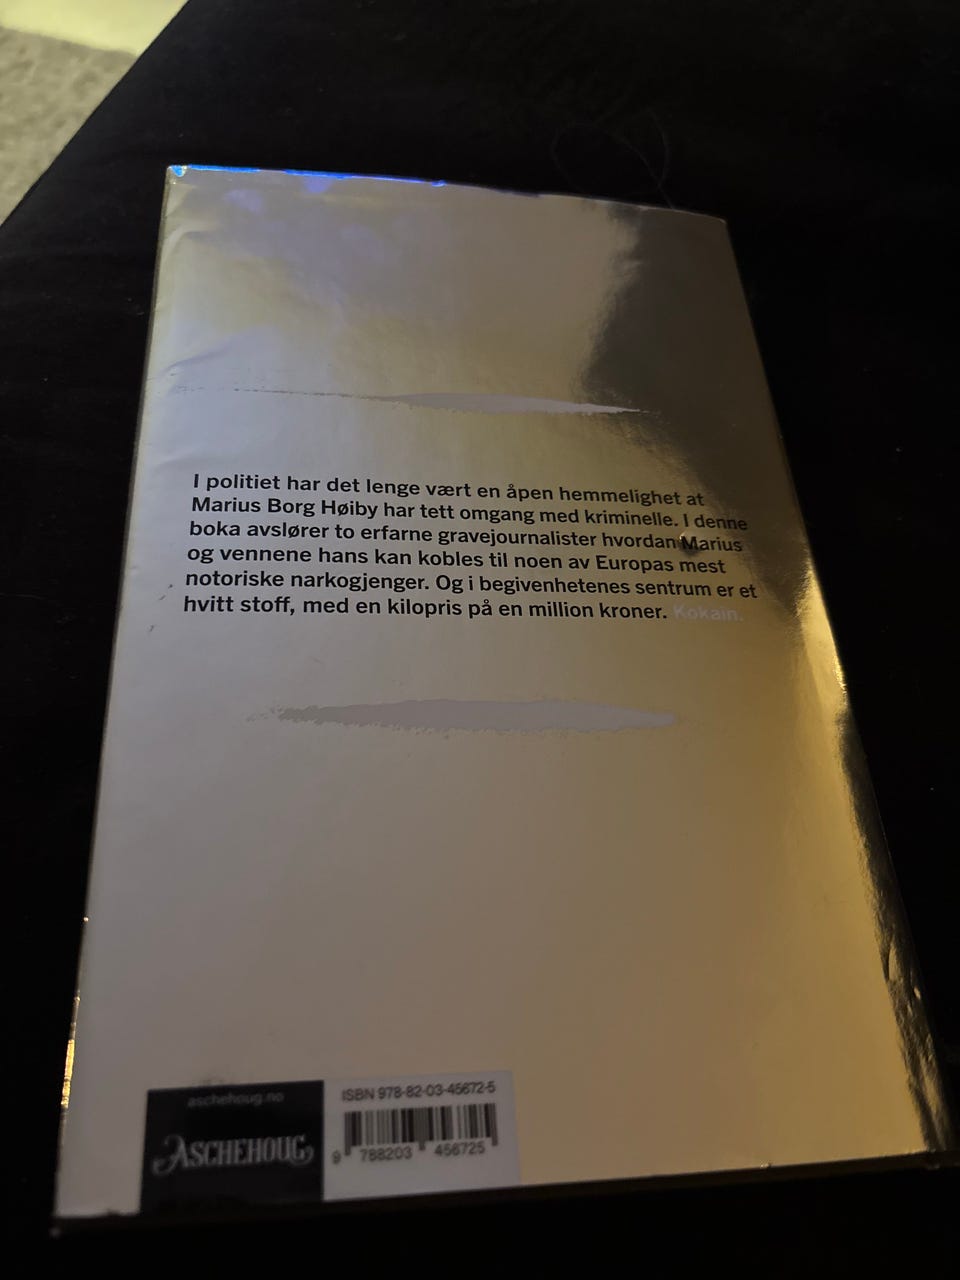 I politiet har det lenge vært en åpen hemmelighet at
Marius Borg Høiby har tett omgang med kriminelle. I denne
boka avslører to erfarne gravejournalister hvordan Marius
og vennene hans kan kobles til noen av Europas mest
notoriske narkogjenger. Og i begivenhetenes sentrum er et
hvitt stoff, med en kilopris på en million kroner. Kokain.
aschehoug.no
ASCHEHOUG
ISBN 978-82-03-45672-5
9 788203 456725